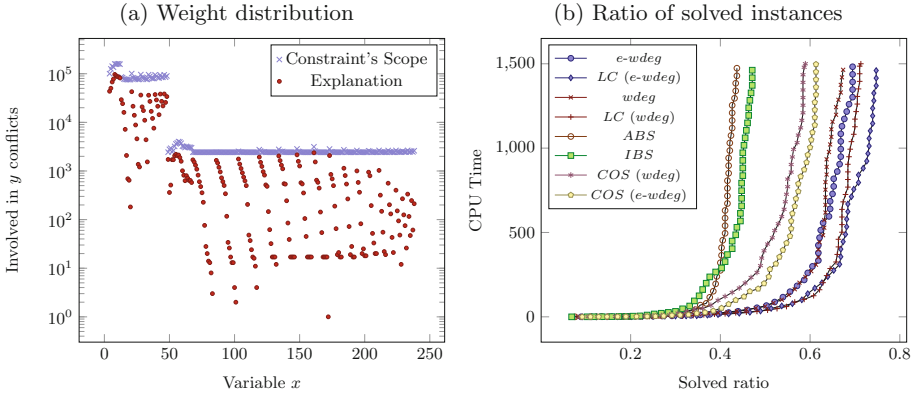 (a) Weight distribution
Involved in y conflicts
10^5
10^4
10^3
10^2
10^1
10^0
Constraint's Scope
Explanation
0 50 100 150 200 250
Variable x
(b) Ratio of solved instances
CPU Time
1,500
1,000
500
0
e-wdeg
LC (e-wdeg)
wdeg
LC (wdeg)
ABS
IBS
COS (wdeg)
COS (e-wdeg)
0.2 0.4 0.6 0.8
Solved ratio